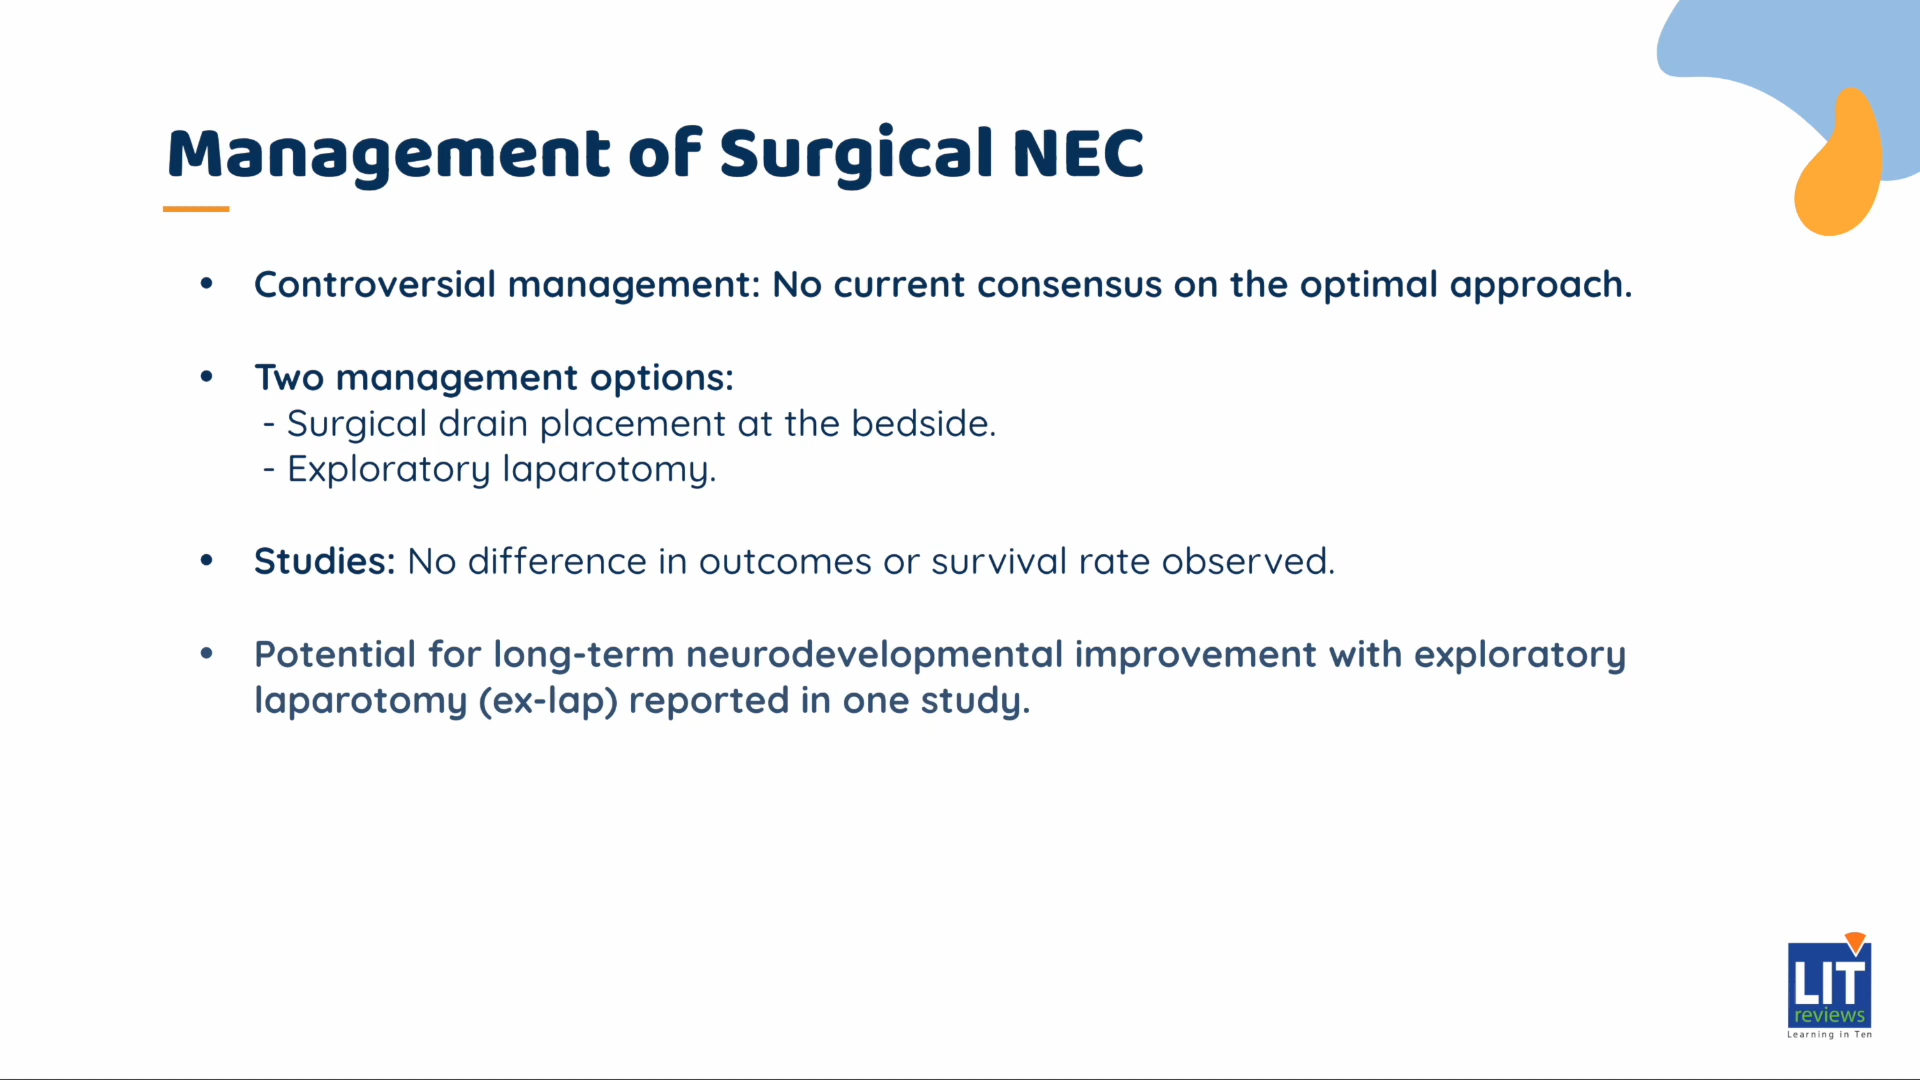 Management of Surgical NEC
• Controversial management: No current consensus on the optimal approach.
• Two management options:
- Surgical drain placement at the bedside.
- Exploratory laparotomy.
• Studies: No difference in outcomes or survival rate observed.
• Potential for long-term neurodevelopmental improvement with exploratory
laparotomy (ex-lap) reported in one study.
LIT
reviews
Learning in Ten